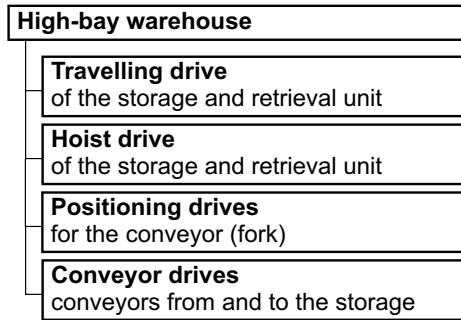 High-bay warehouse
Travelling drive
of the storage and retrieval unit
Hoist drive
of the storage and retrieval unit
Positioning drives
for the conveyor (fork)
Conveyor drives
conveyors from and to the storage